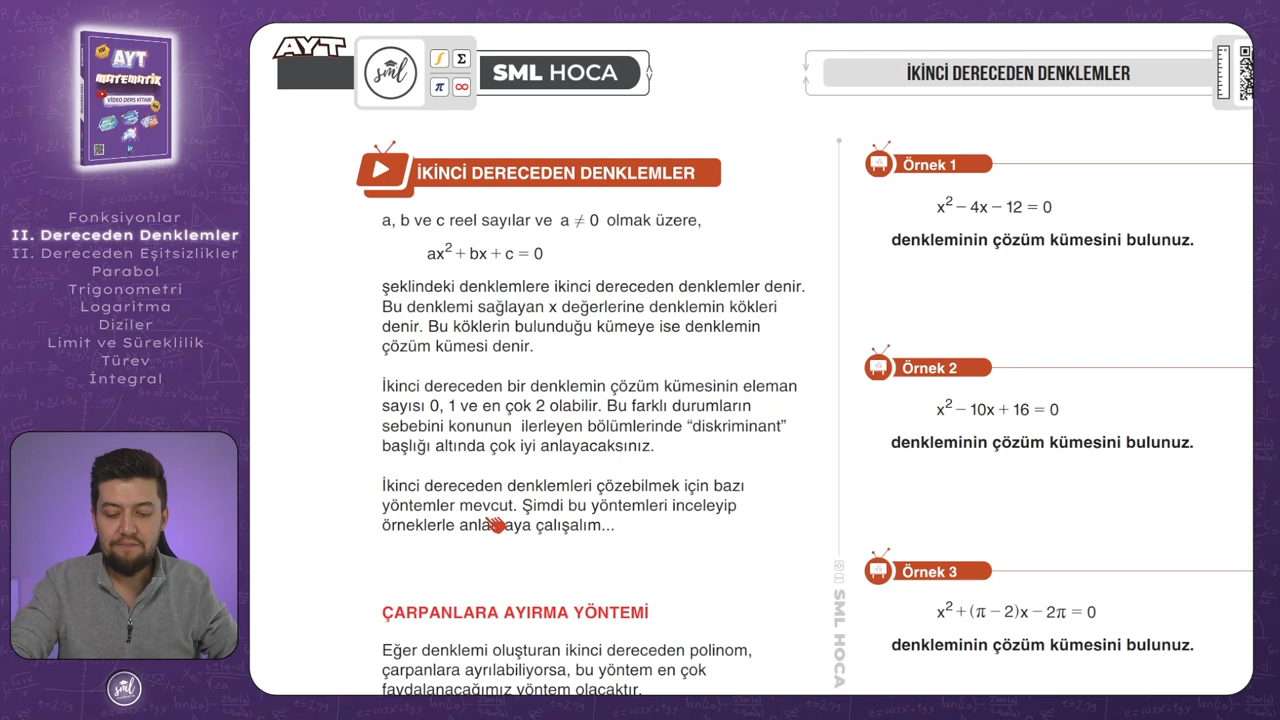 AYT
MATEMATİK
VİDEO DERS KİTABI
Fonksiyonlar
II. Dereceden Denklemler
II. Dereceden Eşitsizlikler
Parabol
Trigonometri
Logaritma
Diziler
Limit ve Süreklilik
Türev
İntegral
sml
AYT
sml
∫ Σ
π ∞
SML HOCA
İKİNCİ DERECEDEN DENKLEMLER
İKİNCİ DERECEDEN DENKLEMLER
a, b ve c reel sayılar ve a ≠ 0 olmak üzere,
ax² + bx + c = 0
şeklindeki denklemlere ikinci dereceden denklemler denir.
Bu denklemi sağlayan x değerlerine denklemin kökleri
denir. Bu köklerin bulunduğu kümeye ise denklemin
çözüm kümesi denir.
İkinci dereceden bir denklemin çözüm kümesinin eleman
sayısı 0, 1 ve en çok 2 olabilir. Bu farklı durumların
sebebini konunun ilerleyen bölümlerinde “diskriminant”
başlığı altında çok iyi anlayacaksınız.
İkinci dereceden denklemleri çözebilmek için bazı
yöntemler mevcut. Şimdi bu yöntemleri inceleyip
örneklerle anlamaya çalışalım...
ÇARPANLARA AYIRMA YÖNTEMİ
Eğer denklemi oluşturan ikinci dereceden polinom,
çarpanlara ayrılabiliyorsa, bu yöntem en çok
faydalanacağımız yöntem olacaktır.
SML HOCA
Örnek 1
x² − 4x − 12 = 0
denkleminin çözüm kümesini bulunuz.
Örnek 2
x² − 10x + 16 = 0
denkleminin çözüm kümesini bulunuz.
Örnek 3
x² + (π − 2)x − 2π = 0
denkleminin çözüm kümesini bulunuz.